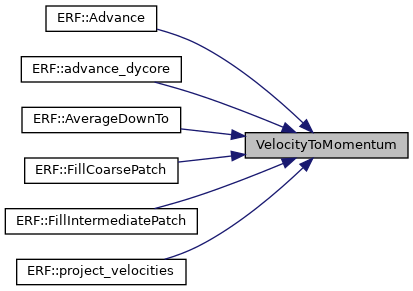 ERF::Advance
ERF::advance_dycore
ERF::AverageDownTo
VelocityToMomentum
ERF::FillCoarsePatch
ERF::FillIntermediatePatch
ERF::project_velocities